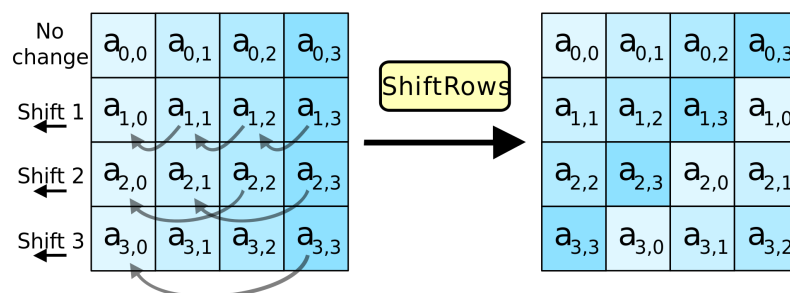 No change a0,0 a0,1 a0,2 a0,3 ShiftRows a0,0 a0,1 a0,2 a0,3
Shift 1 a1,0 a1,1 a1,2 a1,3 a1,1 a1,2 a1,3 a1,0
Shift 2 a2,0 a2,1 a2,2 a2,3 a2,2 a2,3 a2,0 a2,1
Shift 3 a3,0 a3,1 a3,2 a3,3 a3,3 a3,0 a3,1 a3,2